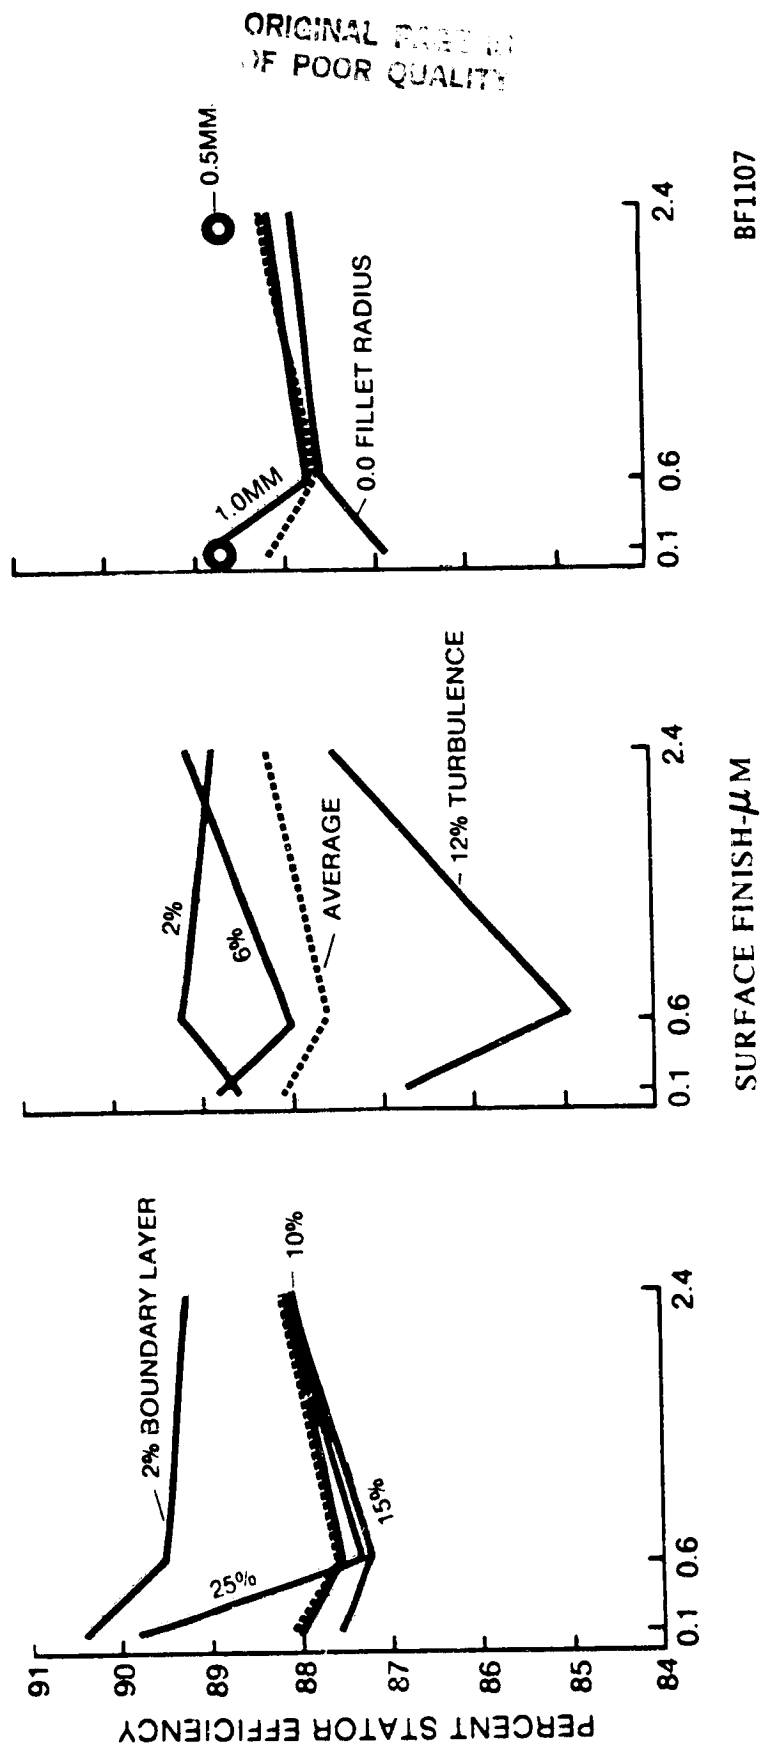 ORIGINAL
OF POOR QUALITY
PERCENT STATOR EFFICIENCY
91
90
89
88
87
86
85
84
2% BOUNDARY LAYER
25%
10%
15%
0.1
0.6
2.4
2%
6%
AVERAGE
12% TURBULENCE
0.1
0.6
2.4
SURFACE FINISH-μM
1.0MM
0.5MM
0.0 FILLET RADIUS
0.1
0.6
2.4
BF1107